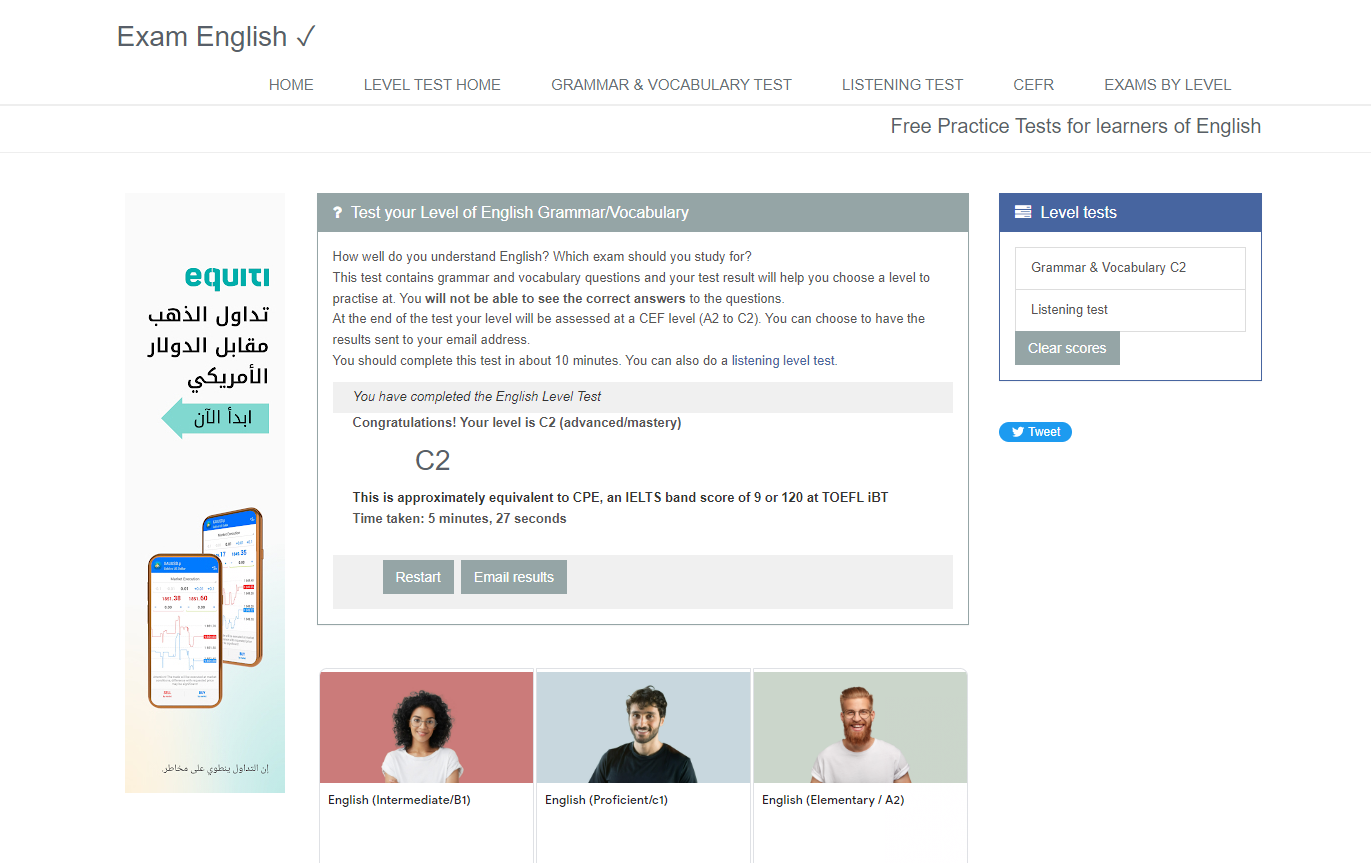 Exam English ✓
HOME
LEVEL TEST HOME
GRAMMAR & VOCABULARY TEST
LISTENING TEST
CEFR
EXAMS BY LEVEL
Free Practice Tests for learners of English
equiti
تداول الذهب
مقابل الدولار
الأمريكي
ابدأ الآن
إن التداول ينطوي على مخاطر.
? Test your Level of English Grammar/Vocabulary
How well do you understand English? Which exam should you study for?
This test contains grammar and vocabulary questions and your test result will help you choose a level to
practise at. You will not be able to see the correct answers to the questions.
At the end of the test your level will be assessed at a CEF level (A2 to C2). You can choose to have the
results sent to your email address.
You should complete this test in about 10 minutes. You can also do a listening level test.
You have completed the English Level Test
Congratulations! Your level is C2 (advanced/mastery)
C2
This is approximately equivalent to CPE, an IELTS band score of 9 or 120 at TOEFL iBT
Time taken: 5 minutes, 27 seconds
Restart
Email results
Level tests
Grammar & Vocabulary C2
Listening test
Clear scores
Tweet
English (Intermediate/B1)
English (Proficient/c1)
English (Elementary / A2)